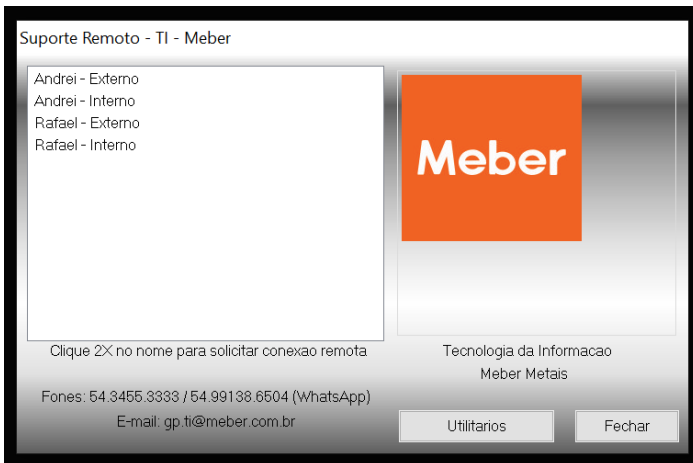 Suporte Remoto - TI - Meber
Andrei - Externo
Andrei - Interno
Rafael - Externo
Rafael - Interno
Meber
Clique 2X no nome para solicitar conexao remota
Tecnologia da Informacao
Meber Metais
Fones: 54.3455.3333 / 54.99138.6504 (WhatsApp)
E-mail: gp.ti@meber.com.br
Utilitarios
Fechar